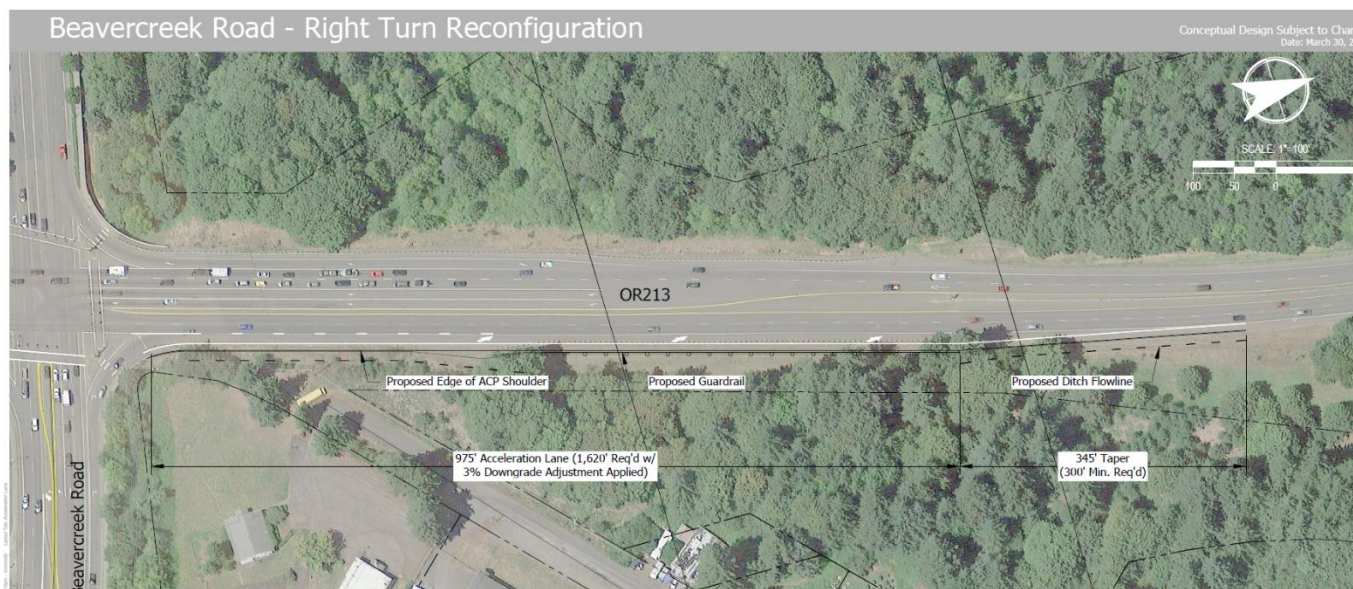 Beavercreek Road - Right Turn Reconfiguration
Conceptual Design Subject to Char
Date: March 30, 2
SCALE: 1"-100'
100 50 0
OR213
Proposed Edge of ACP Shoulder
Proposed Guardrail
Proposed Ditch Flowline
975' Acceleration Lane (1,620' Req'd w/
3% Downgrade Adjustment Applied)
345' Taper
(300' Min. Req'd)
Beavercreek Road